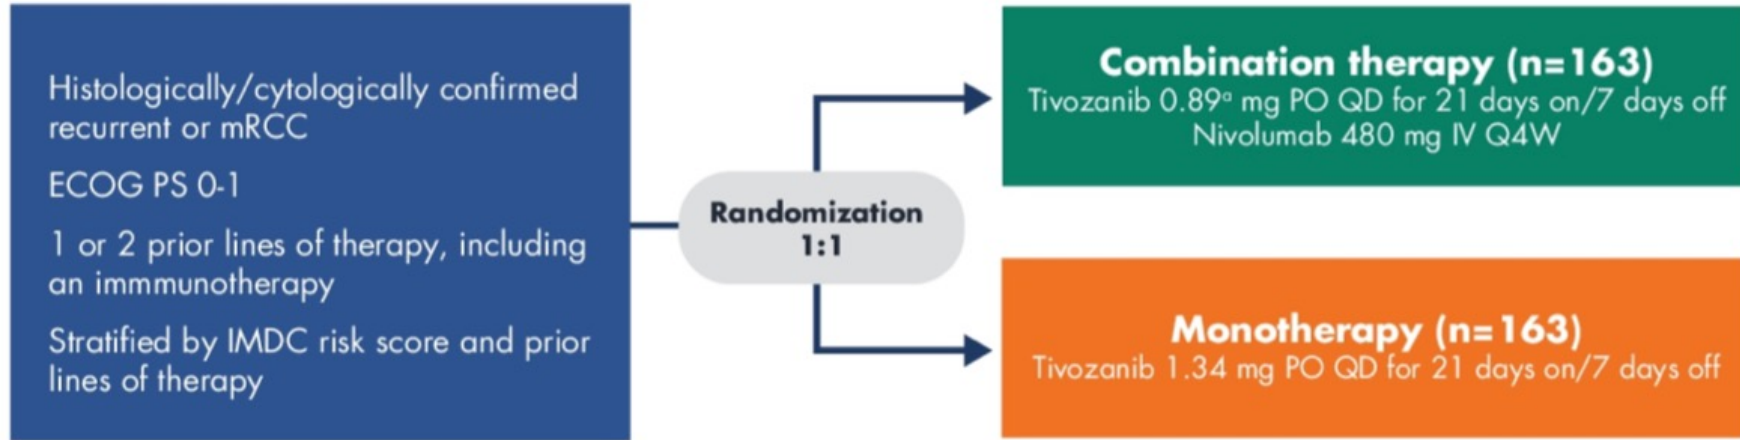 Histologically/cytologically confirmed
recurrent or mRCC
ECOG PS 0-1
1 or 2 prior lines of therapy, including
an immmunotherapy
Stratified by IMDC risk score and prior
lines of therapy
Randomization
1:1
Combination therapy (n=163)
Tivozanib 0.89ᵃ mg PO QD for 21 days on/7 days off
Nivolumab 480 mg IV Q4W
Monotherapy (n=163)
Tivozanib 1.34 mg PO QD for 21 days on/7 days off